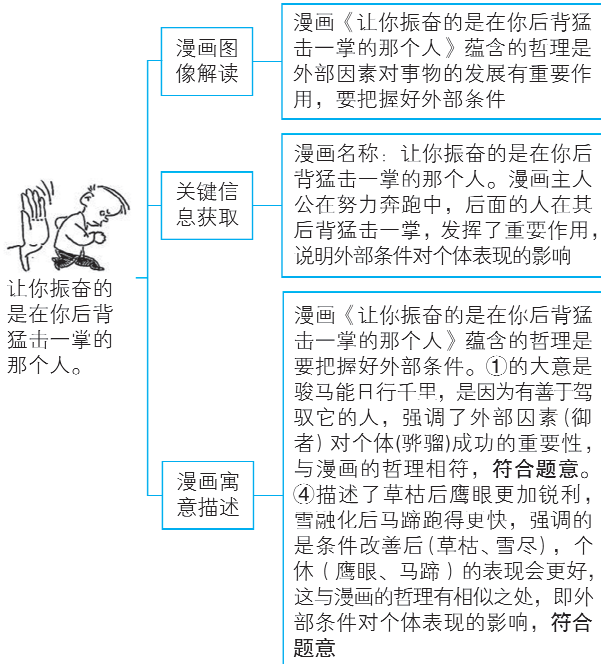 漫画图
像解读
漫画《让你振奋的是在你后背猛
击一掌的那个人》蕴含的哲理是
外部因素对事物的发展有重要作
用，要把握好外部条件
关键信
息获取
漫画名称：让你振奋的是在你后
背猛击一掌的那个人。漫画主人
公在努力奔跑中，后面的人在其
后背猛击一掌，发挥了重要作用，
说明外部条件对个体表现的影响
让你振奋的
是在你后背
猛击一掌的
那个人。
漫画寓
意描述
漫画《让你振奋的是在你后背猛
击一掌的那个人》蕴含的哲理是
要把握好外部条件。①的大意是
骏马能日行千里，是因为有善于驾
驭它的人，强调了外部因素(御
者)对个体(骅骝)成功的重要性，
与漫画的哲理相符，符合题意。
④描述了草枯后鹰眼更加锐利，
雪融化后马蹄跑得更快，强调的
是条件改善后(草枯、雪尽)，个
休（鹰眼、马蹄）的表现会更好，
这与漫画的哲理有相似之处，即外
部条件对个体表现的影响，符合
题意